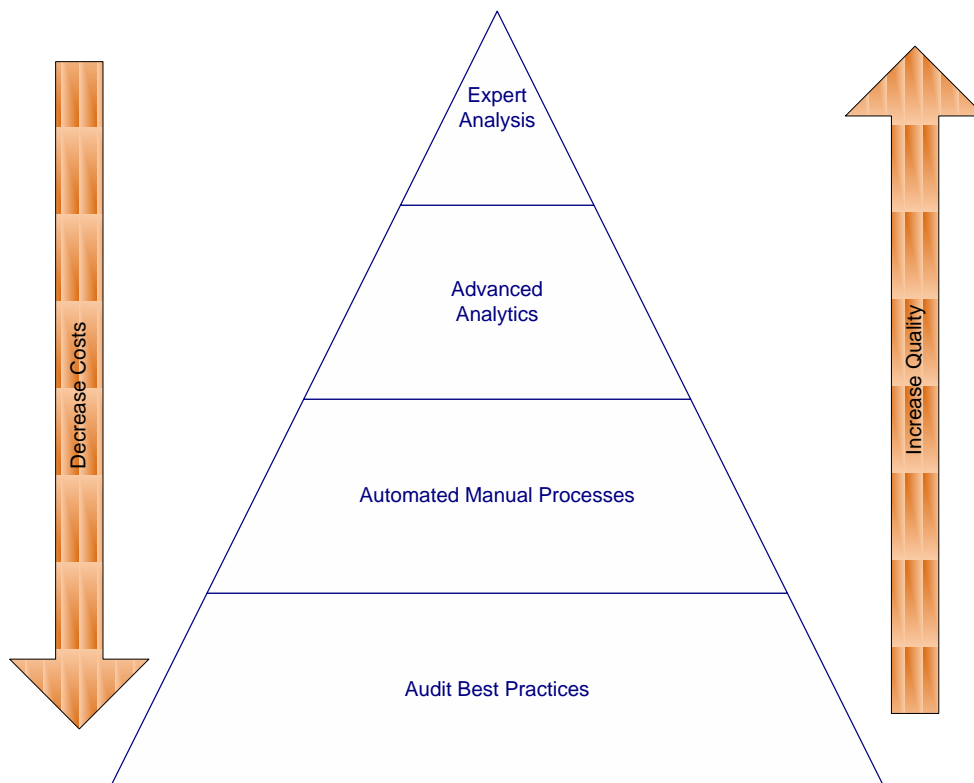 Expert
Analysis
Advanced
Analytics
Decrease Costs
Increase Quality
Automated Manual Processes
Audit Best Practices